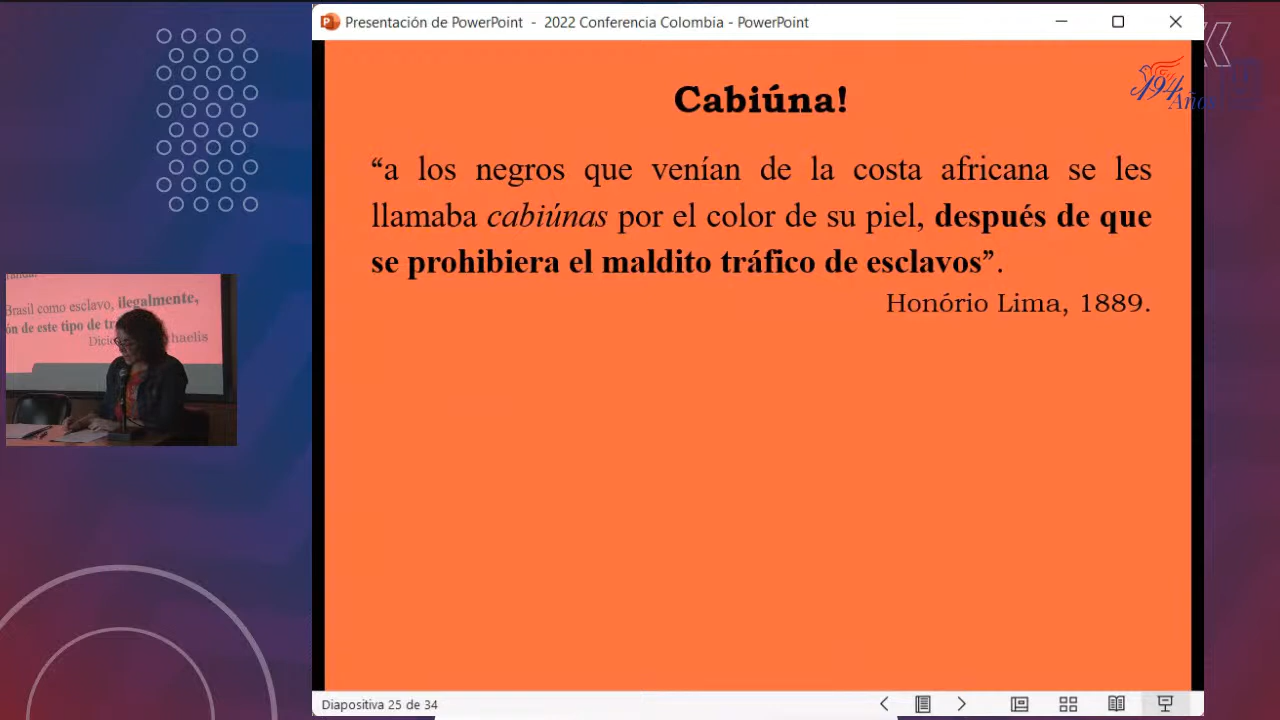 Presentación de PowerPoint - 2022 Conferencia Colombia - PowerPoint
194
Años
Cabiúna!
“a los negros que venían de la costa africana se les
llamaba cabiúnas por el color de su piel, después de que
se prohibiera el maldito tráfico de esclavos”.
Honório Lima, 1889.
Brasil como esclavo, ilegalmente,
de este tipo de
Diapositiva 25 de 34